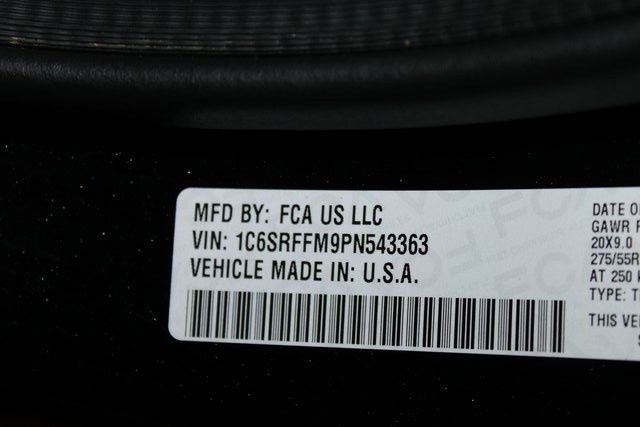 MFD BY: FCA US LLC
VIN: 1C6SRFFM9PN543363
VEHICLE MADE IN: U.S.A.
DATE O
GAWR F
20X9.0
275/55R
AT 250
TYPE: T
THIS VE